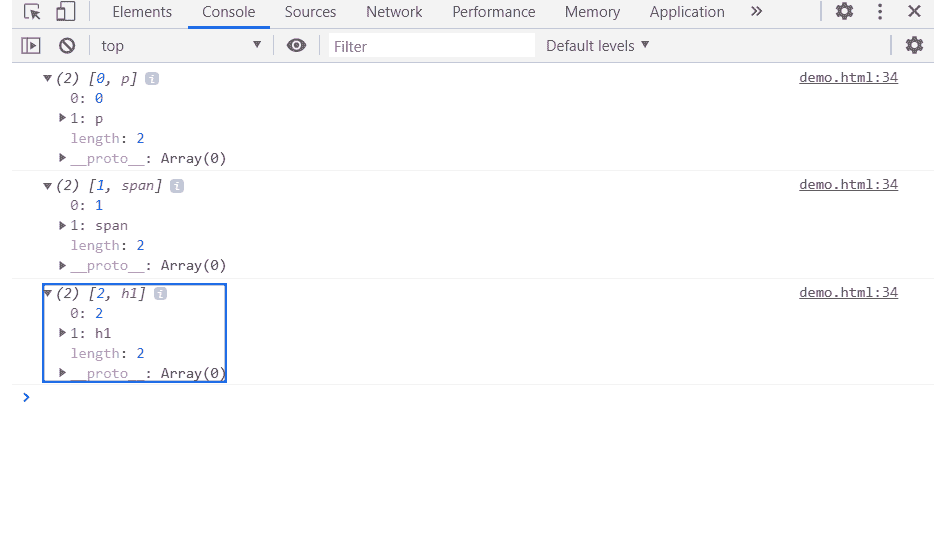 Elements Console Sources Network Performance Memory Application »
top ▼ Filter Default levels ▼
▼(2) [0, p] i demo.html:34
0: 0
▶1: p
length: 2
▶__proto__: Array(0)
▼(2) [1, span] i demo.html:34
0: 1
▶1: span
length: 2
▶__proto__: Array(0)
▼(2) [2, h1] i demo.html:34
0: 2
▶1: h1
length: 2
▶__proto__: Array(0)
>